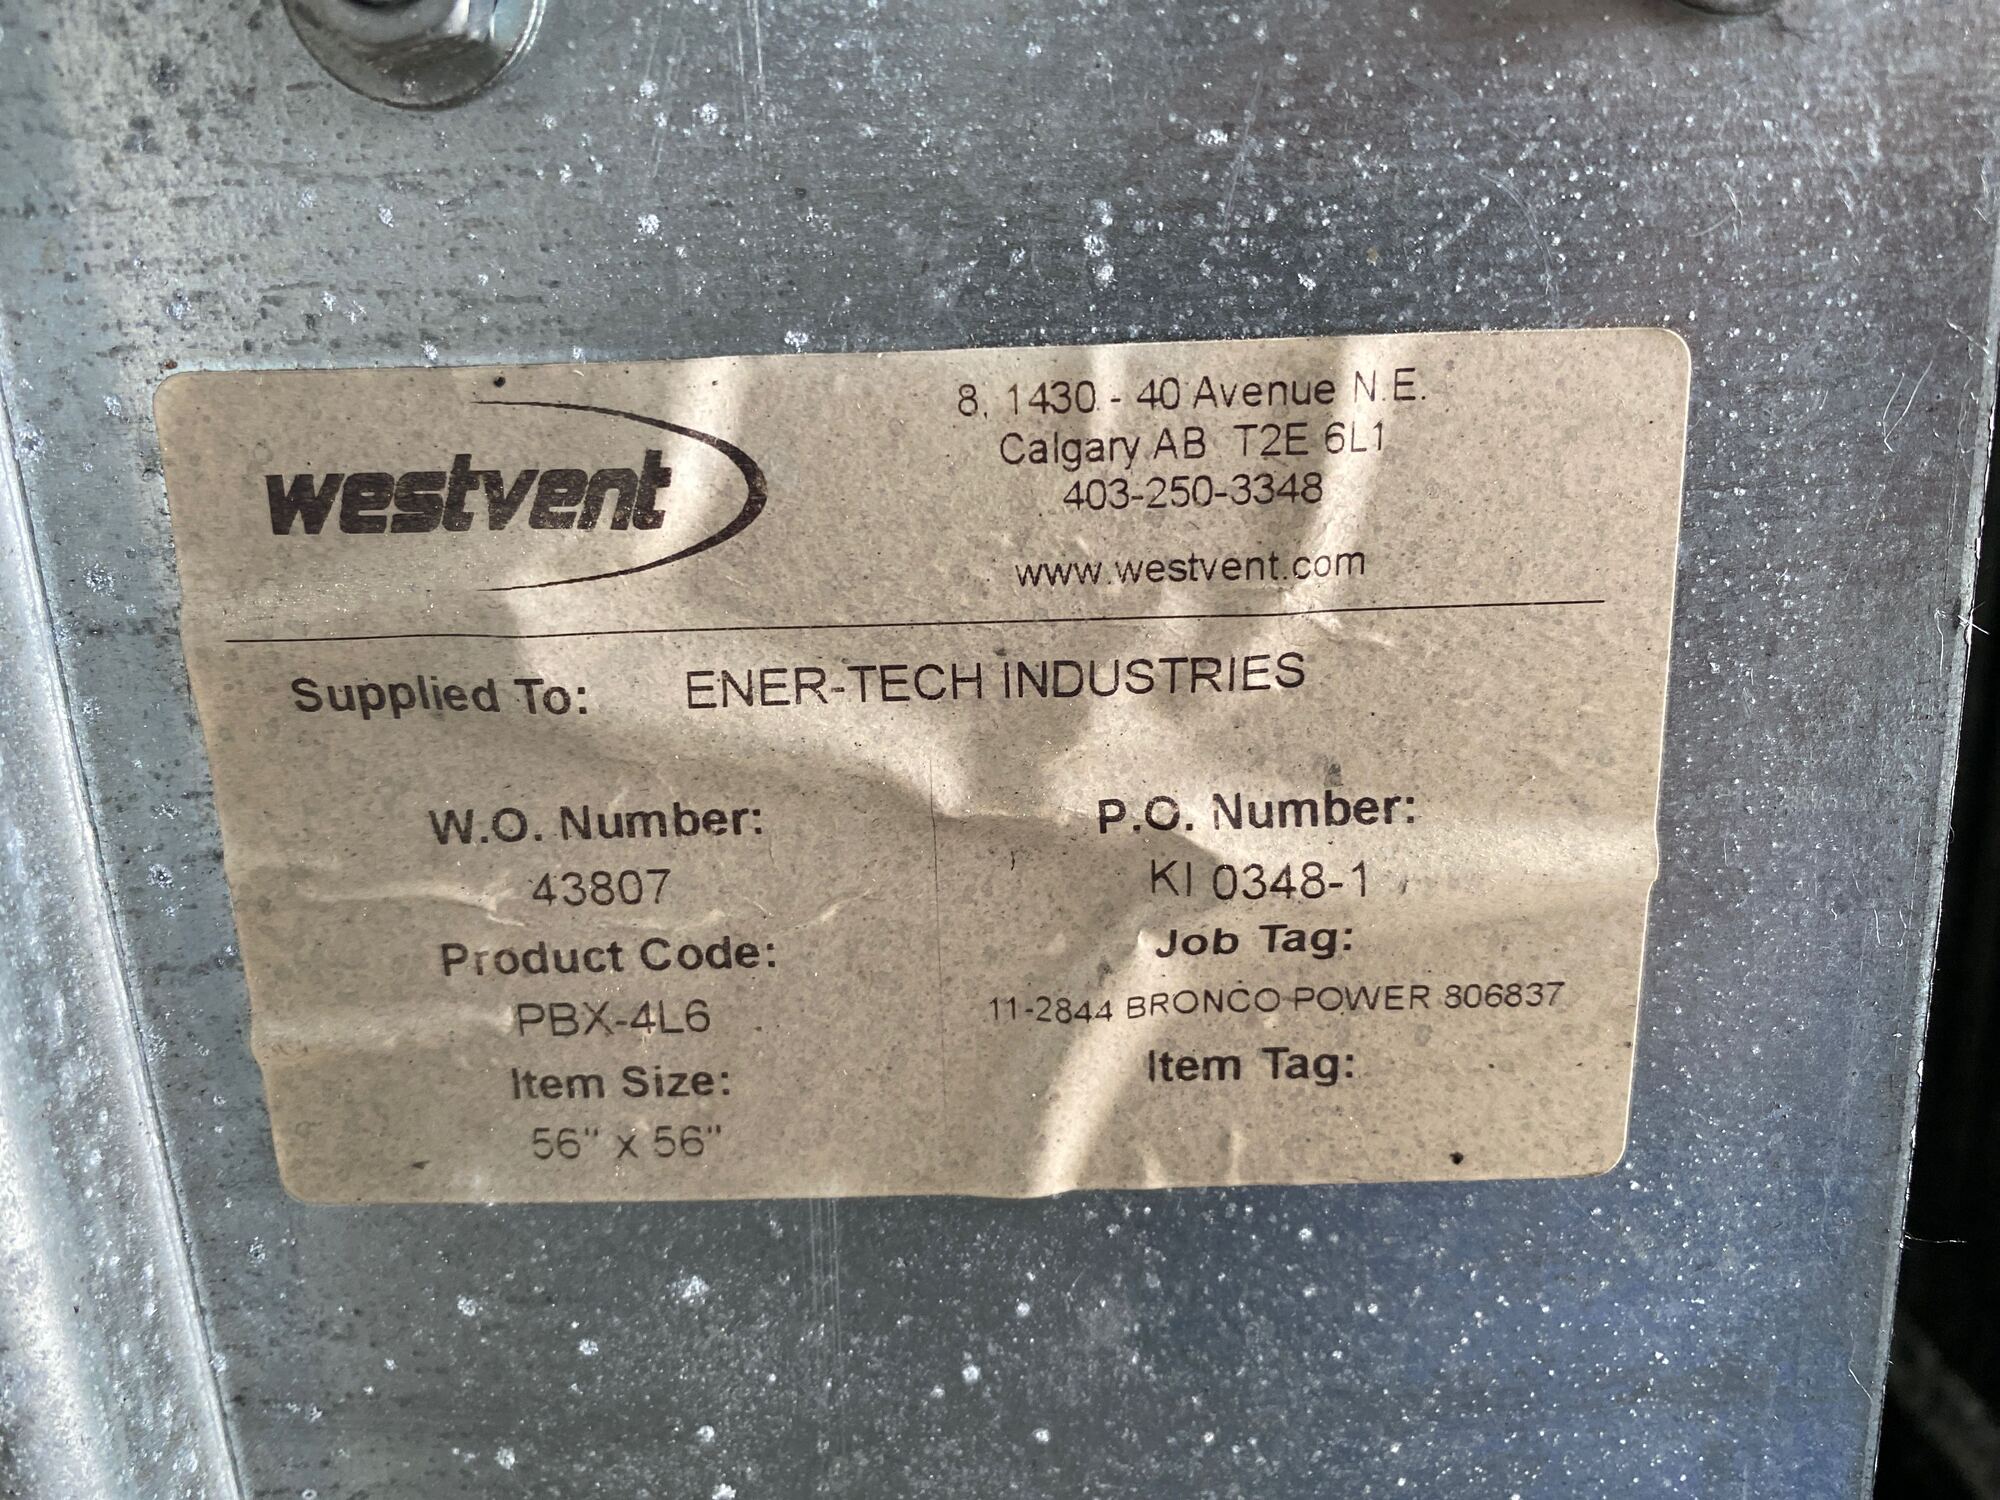 westvent
8, 1430 - 40 Avenue N.E.
Calgary AB T2E 6L1
403-250-3348
www.westvent.com
Supplied To: ENER-TECH INDUSTRIES
W.O. Number:
43807
Product Code:
PBX-4L6
Item Size:
56" x 56"
P.O. Number:
KI 0348-1
Job Tag:
11-2844 BRONCO POWER 806837
Item Tag: